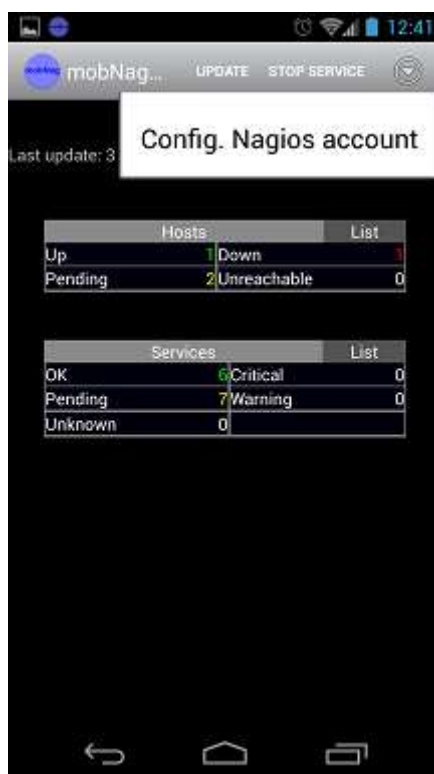 12:41
mobNag... UPDATE STOP SERVICE
Config. Nagios account
Last update: 3
Hosts List
Up 1 Down 1
Pending 2 Unreachable 0
Services List
OK 6 Critical 0
Pending 7 Warning 0
Unknown 0